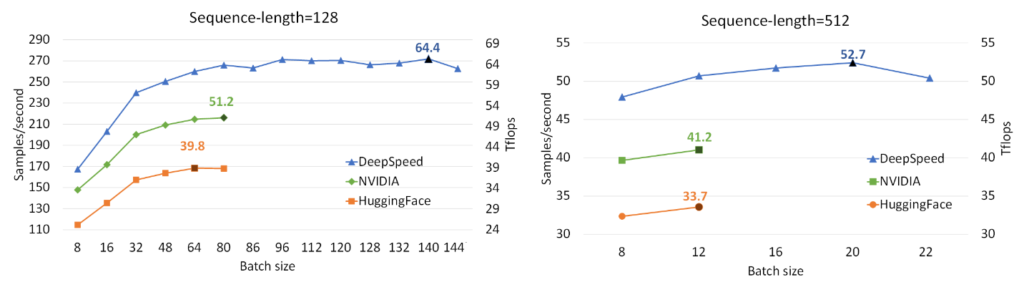 Sequence-length=128
290
270
250
230
210
190
170
150
130
110
Samples/second
69
64
59
54
49
44
39
34
29
24
Tflops
64.4
51.2
39.8
DeepSpeed
NVIDIA
HuggingFace
8 16 32 48 64 80 86 96 112 120 128 132 140 144
Batch size
Sequence-length=512
55
50
45
40
35
30
Samples/second
55
50
45
40
35
30
Tflops
52.7
41.2
33.7
DeepSpeed
NVIDIA
HuggingFace
8 12 16 20 22
Batch size